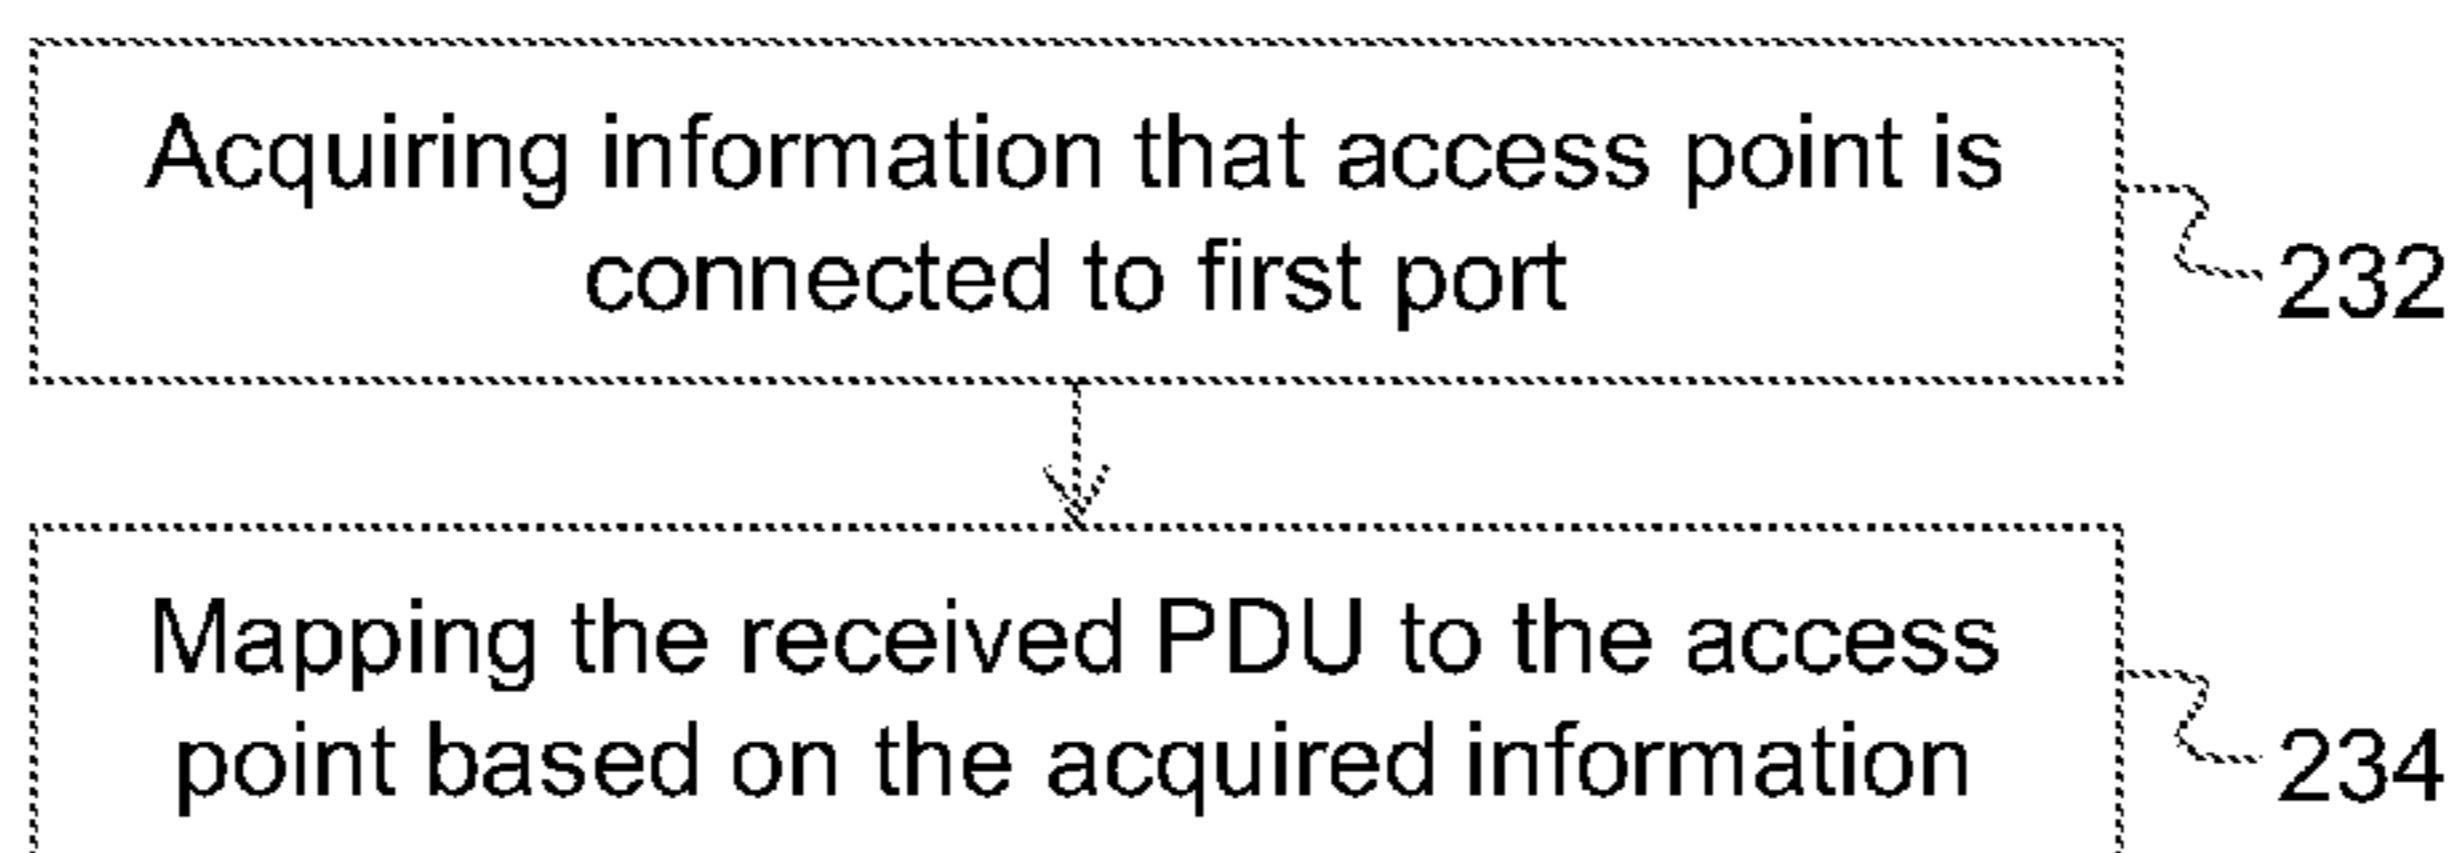 Acquiring information that access point is
connected to first port
232
Mapping the received PDU to the access
point based on the acquired information
234